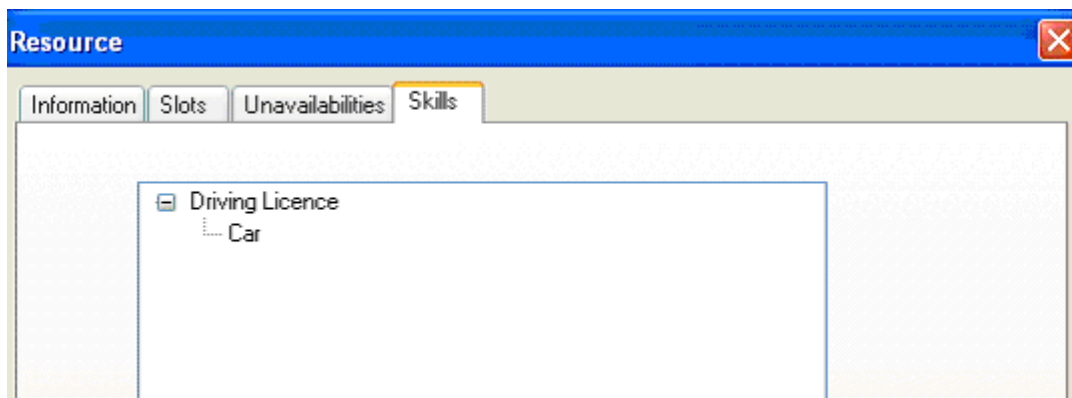 Resource
Information Slots Unavailabilities Skills
Driving Licence
Car